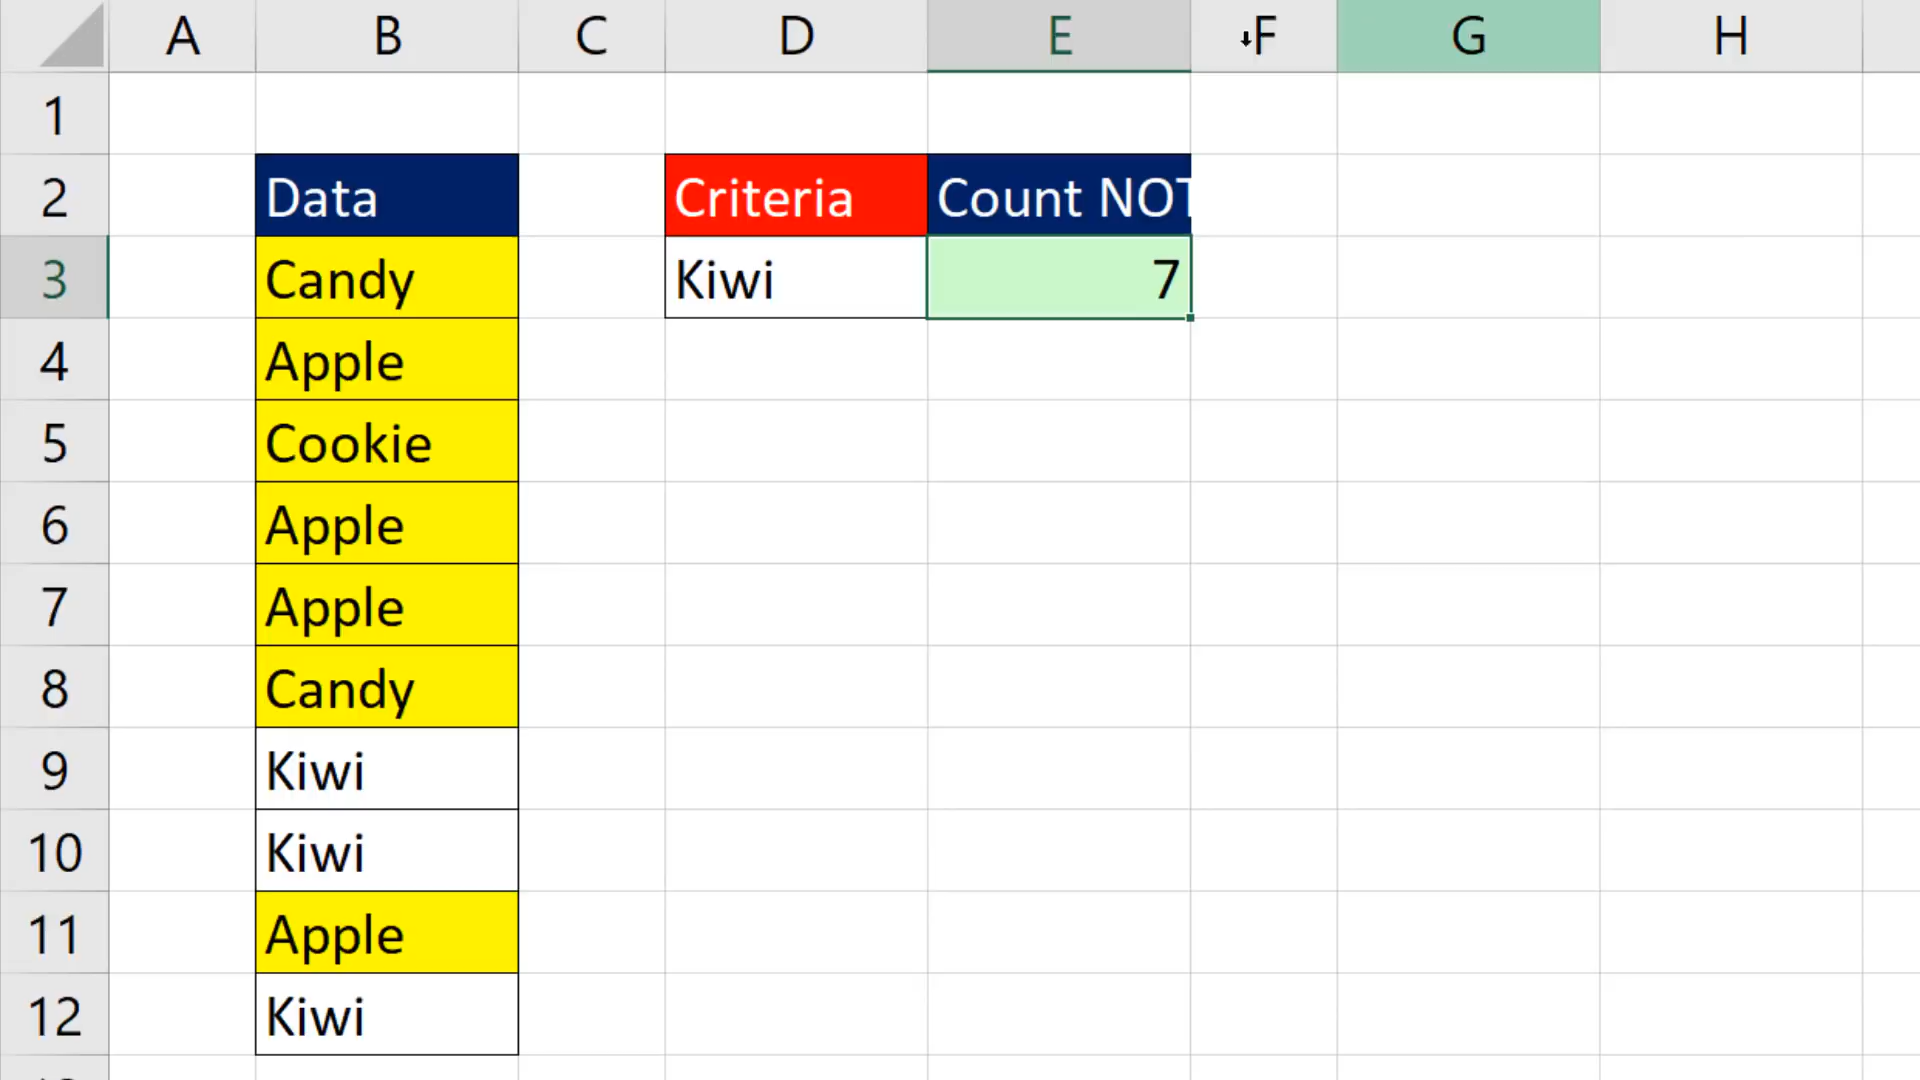 A B C D E F G H
1
2 Data Criteria Count NOT
3 Candy Kiwi 7
4 Apple
5 Cookie
6 Apple
7 Apple
8 Candy
9 Kiwi
10 Kiwi
11 Apple
12 Kiwi